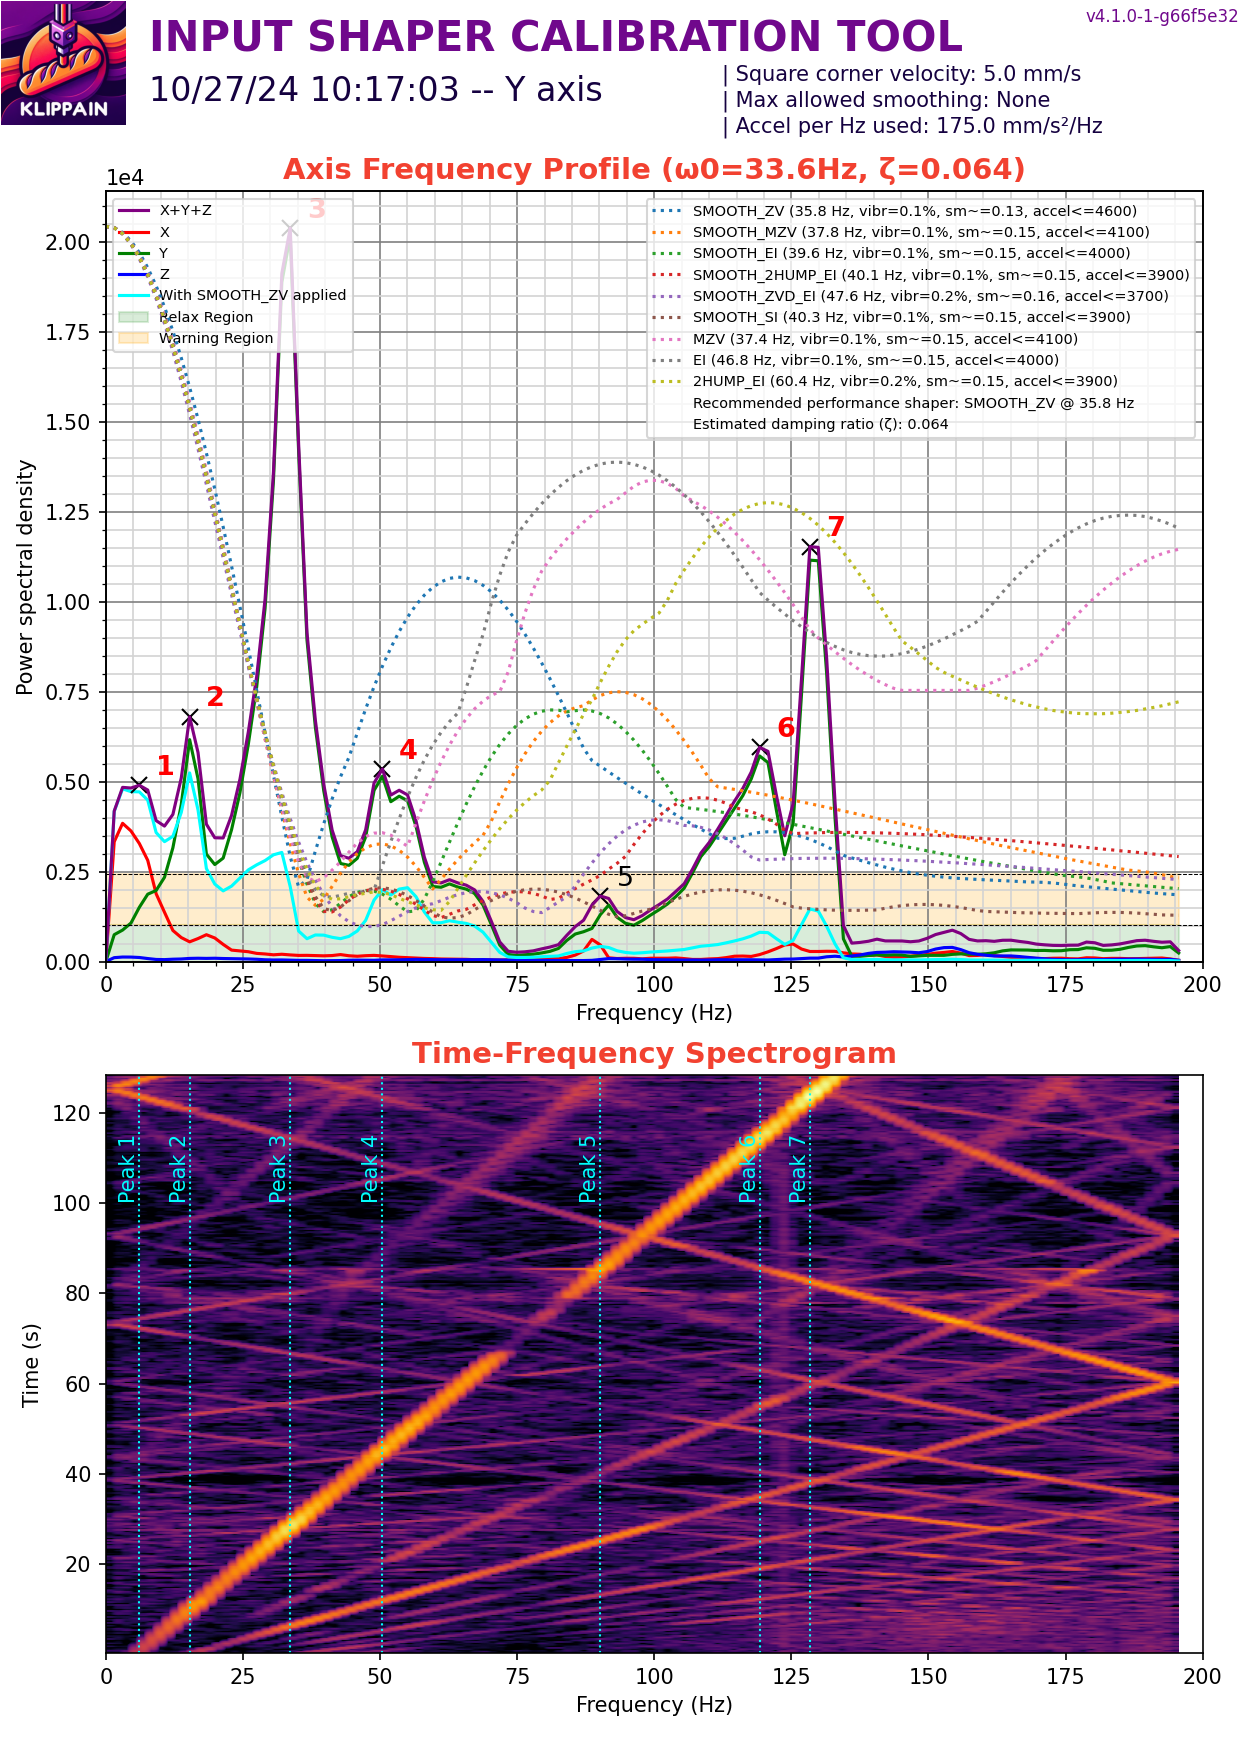 v4.1.0-1-g66f5e32
INPUT SHAPER CALIBRATION TOOL
10/27/24 10:17:03 -- Y axis
| Square corner velocity: 5.0 mm/s
| Max allowed smoothing: None
| Accel per Hz used: 175.0 mm/s²/Hz
KLIPPAIN
Axis Frequency Profile (ω0=33.6Hz, ζ=0.064)
1e4
X+Y+Z
X
Y
Z
With SMOOTH_ZV applied
Relax Region
Warning Region
SMOOTH_ZV (35.8 Hz, vibr=0.1%, sm~=0.13, accel<=4600)
SMOOTH_MZV (37.8 Hz, vibr=0.1%, sm~=0.15, accel<=4100)
SMOOTH_EI (39.6 Hz, vibr=0.1%, sm~=0.15, accel<=4000)
SMOOTH_2HUMP_EI (40.1 Hz, vibr=0.1%, sm~=0.15, accel<=3900)
SMOOTH_ZVD_EI (47.6 Hz, vibr=0.2%, sm~=0.16, accel<=3700)
SMOOTH_SI (40.3 Hz, vibr=0.1%, sm~=0.15, accel<=3900)
MZV (37.4 Hz, vibr=0.1%, sm~=0.15, accel<=4100)
EI (46.8 Hz, vibr=0.1%, sm~=0.15, accel<=4000)
2HUMP_EI (60.4 Hz, vibr=0.2%, sm~=0.15, accel<=3900)
Recommended performance shaper: SMOOTH_ZV @ 35.8 Hz
Estimated damping ratio (ζ): 0.064
Power spectral density
2.00
1.75
1.50
1.25
1.00
0.75
0.50
0.25
0.00
1
2
3
4
5
6
7
0 25 50 75 100 125 150 175 200
Frequency (Hz)
Time-Frequency Spectrogram
Time (s)
120
100
80
60
40
20
Peak 1
Peak 2
Peak 3
Peak 4
Peak 5
Peak 6
Peak 7
0 25 50 75 100 125 150 175 200
Frequency (Hz)